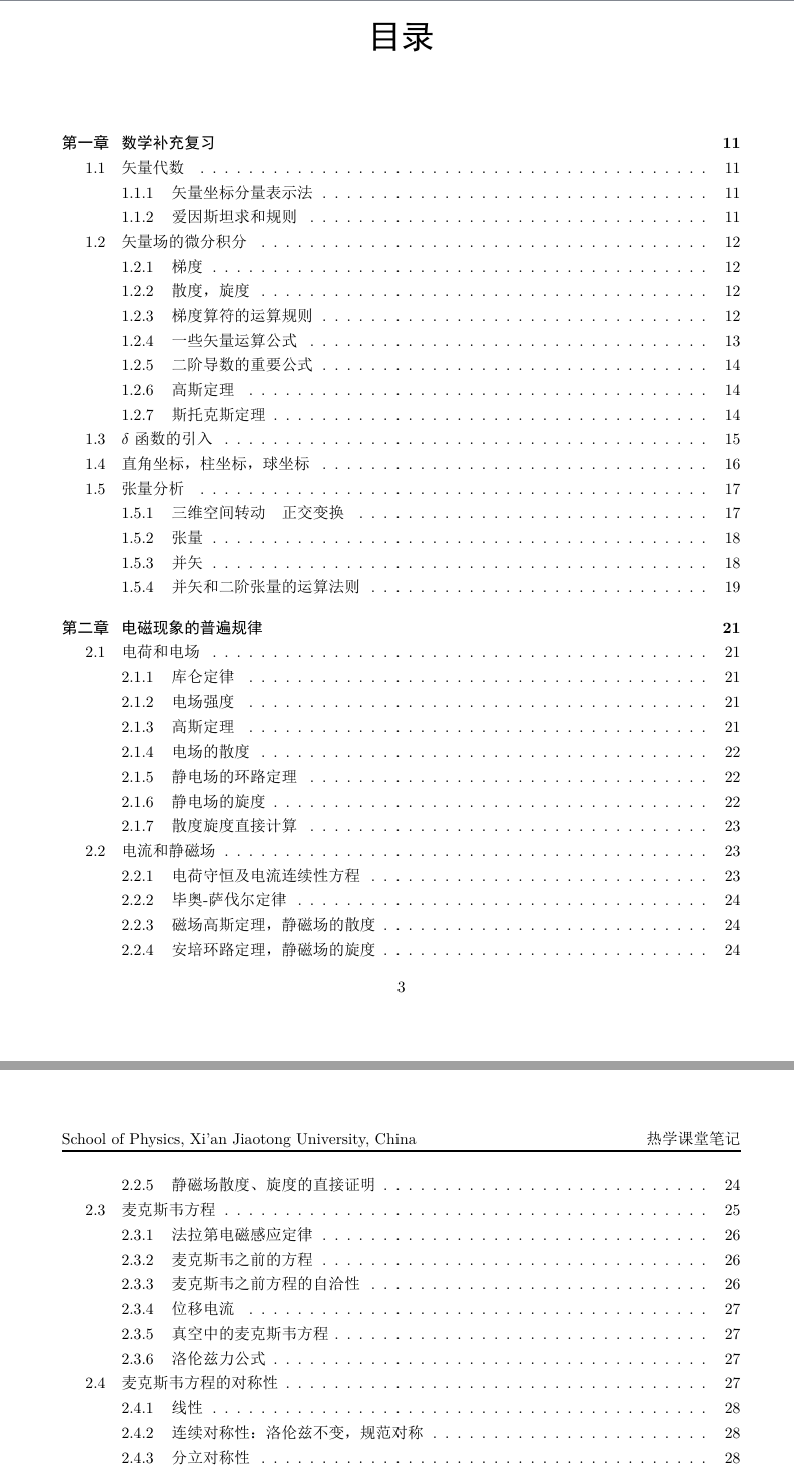 目录
第一章 数学补充复习 11
1.1 矢量代数 11
1.1.1 矢量坐标分量表示法 11
1.1.2 爱因斯坦求和规则 11
1.2 矢量场的微分积分 12
1.2.1 梯度 12
1.2.2 散度，旋度 12
1.2.3 梯度算符的运算规则 12
1.2.4 一些矢量运算公式 13
1.2.5 二阶导数的重要公式 14
1.2.6 高斯定理 14
1.2.7 斯托克斯定理 14
1.3 δ 函数的引入 15
1.4 直角坐标，柱坐标，球坐标 16
1.5 张量分析 17
1.5.1 三维空间转动 正交变换 17
1.5.2 张量 18
1.5.3 并矢 18
1.5.4 并矢和二阶张量的运算法则 19
第二章 电磁现象的普遍规律 21
2.1 电荷和电场 21
2.1.1 库仑定律 21
2.1.2 电场强度 21
2.1.3 高斯定理 21
2.1.4 电场的散度 22
2.1.5 静电场的环路定理 22
2.1.6 静电场的旋度 22
2.1.7 散度旋度直接计算 23
2.2 电流和静磁场 23
2.2.1 电荷守恒及电流连续性方程 23
2.2.2 毕奥-萨伐尔定律 24
2.2.3 磁场高斯定理，静磁场的散度 24
2.2.4 安培环路定理，静磁场的旋度 24
3
School of Physics, Xi'an Jiaotong University, China 热学课堂笔记
2.2.5 静磁场散度、旋度的直接证明 24
2.3 麦克斯韦方程 25
2.3.1 法拉第电磁感应定律 26
2.3.2 麦克斯韦之前的方程 26
2.3.3 麦克斯韦之前方程的自洽性 26
2.3.4 位移电流 27
2.3.5 真空中的麦克斯韦方程 27
2.3.6 洛伦兹力公式 27
2.4 麦克斯韦方程的对称性 27
2.4.1 线性 28
2.4.2 连续对称性：洛伦兹不变，规范对称 28
2.4.3 分立对称性 28